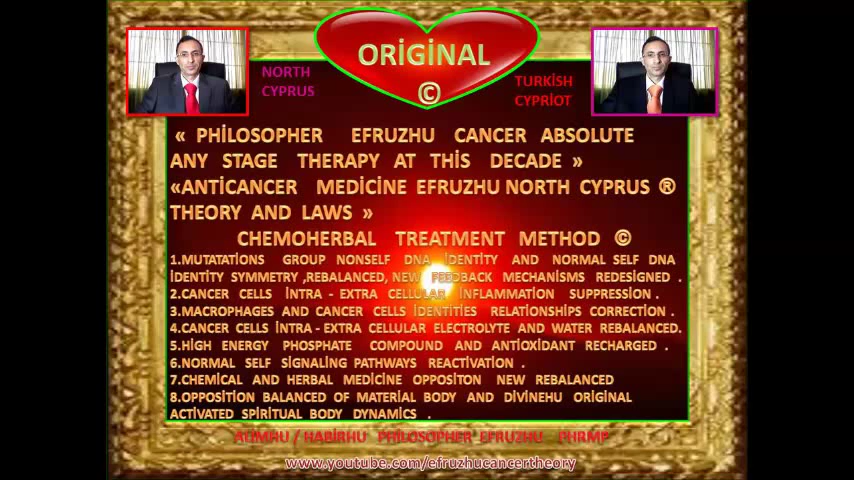 ORİGİNAL
©
NORTH
CYPRUS
TURKİSH
CYPRİOT
« PHİLOSOPHER EFRUZHU CANCER ABSOLUTE
ANY STAGE THERAPY AT THİS DECADE »
«ANTİCANCER MEDİCİNE EFRUZHU NORTH CYPRUS ®
THEORY AND LAWS »
CHEMOHERBAL TREATMENT METHOD ©
1.MUTATATİONS GROUP NONSELF DNA İDENTİTY AND NORMAL SELF DNA
İDENTİTY SYMMETRY ,REBALANCED, NEW FEEDBACK MECHANİSMS REDESİGNED .
2.CANCER CELLS İNTRA - EXTRA CELLULAR İNFLAMMATİON SUPPRESSİON .
3.MACROPHAGES AND CANCER CELLS İDENTİTİES RELATİONSHİPS CORRECTİON .
4.CANCER CELLS İNTRA - EXTRA CELLULAR ELECTROLYTE AND WATER REBALANCED.
5.HİGH ENERGY PHOSPHATE COMPOUND AND ANTİOXİDANT RECHARGED .
6.NORMAL SELF SİGNALİNG PATHWAYS REACTİVATİON .
7.CHEMİCAL AND HERBAL MEDİCİNE OPPOSİTON NEW REBALANCED
8.OPPOSİTİON BALANCED OF MATERİAL BODY AND DİVİNEHU ORİGİNAL
ACTİVATED SPİRİTUAL BODY DYNAMİCS .
ALİMHU / HABİRHU PHİLOSOPHER EFRUZHU PHRMP
www.youtube.com/efruzhucancertheory